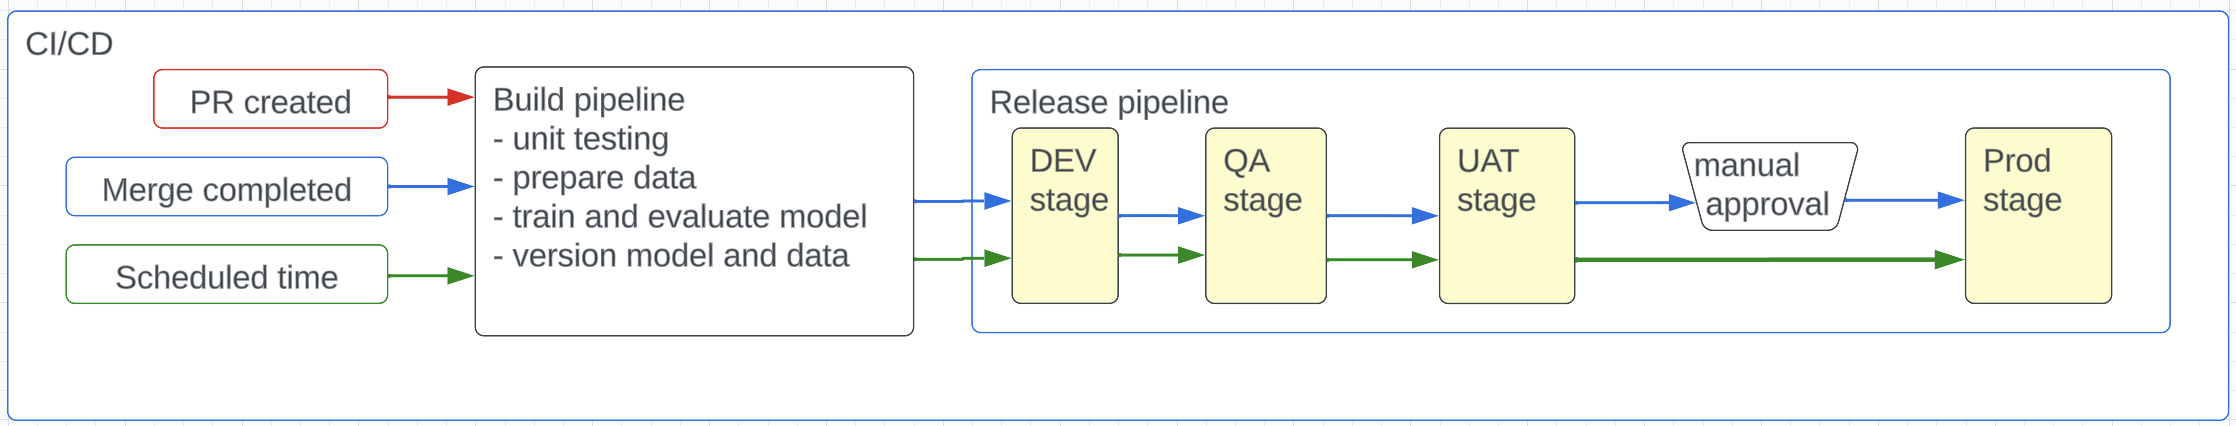 CI/CD
PR created
Merge completed
Scheduled time
Build pipeline
- unit testing
- prepare data
- train and evaluate model
- version model and data
Release pipeline
DEV
stage
QA
stage
UAT
stage
manual
approval
Prod
stage